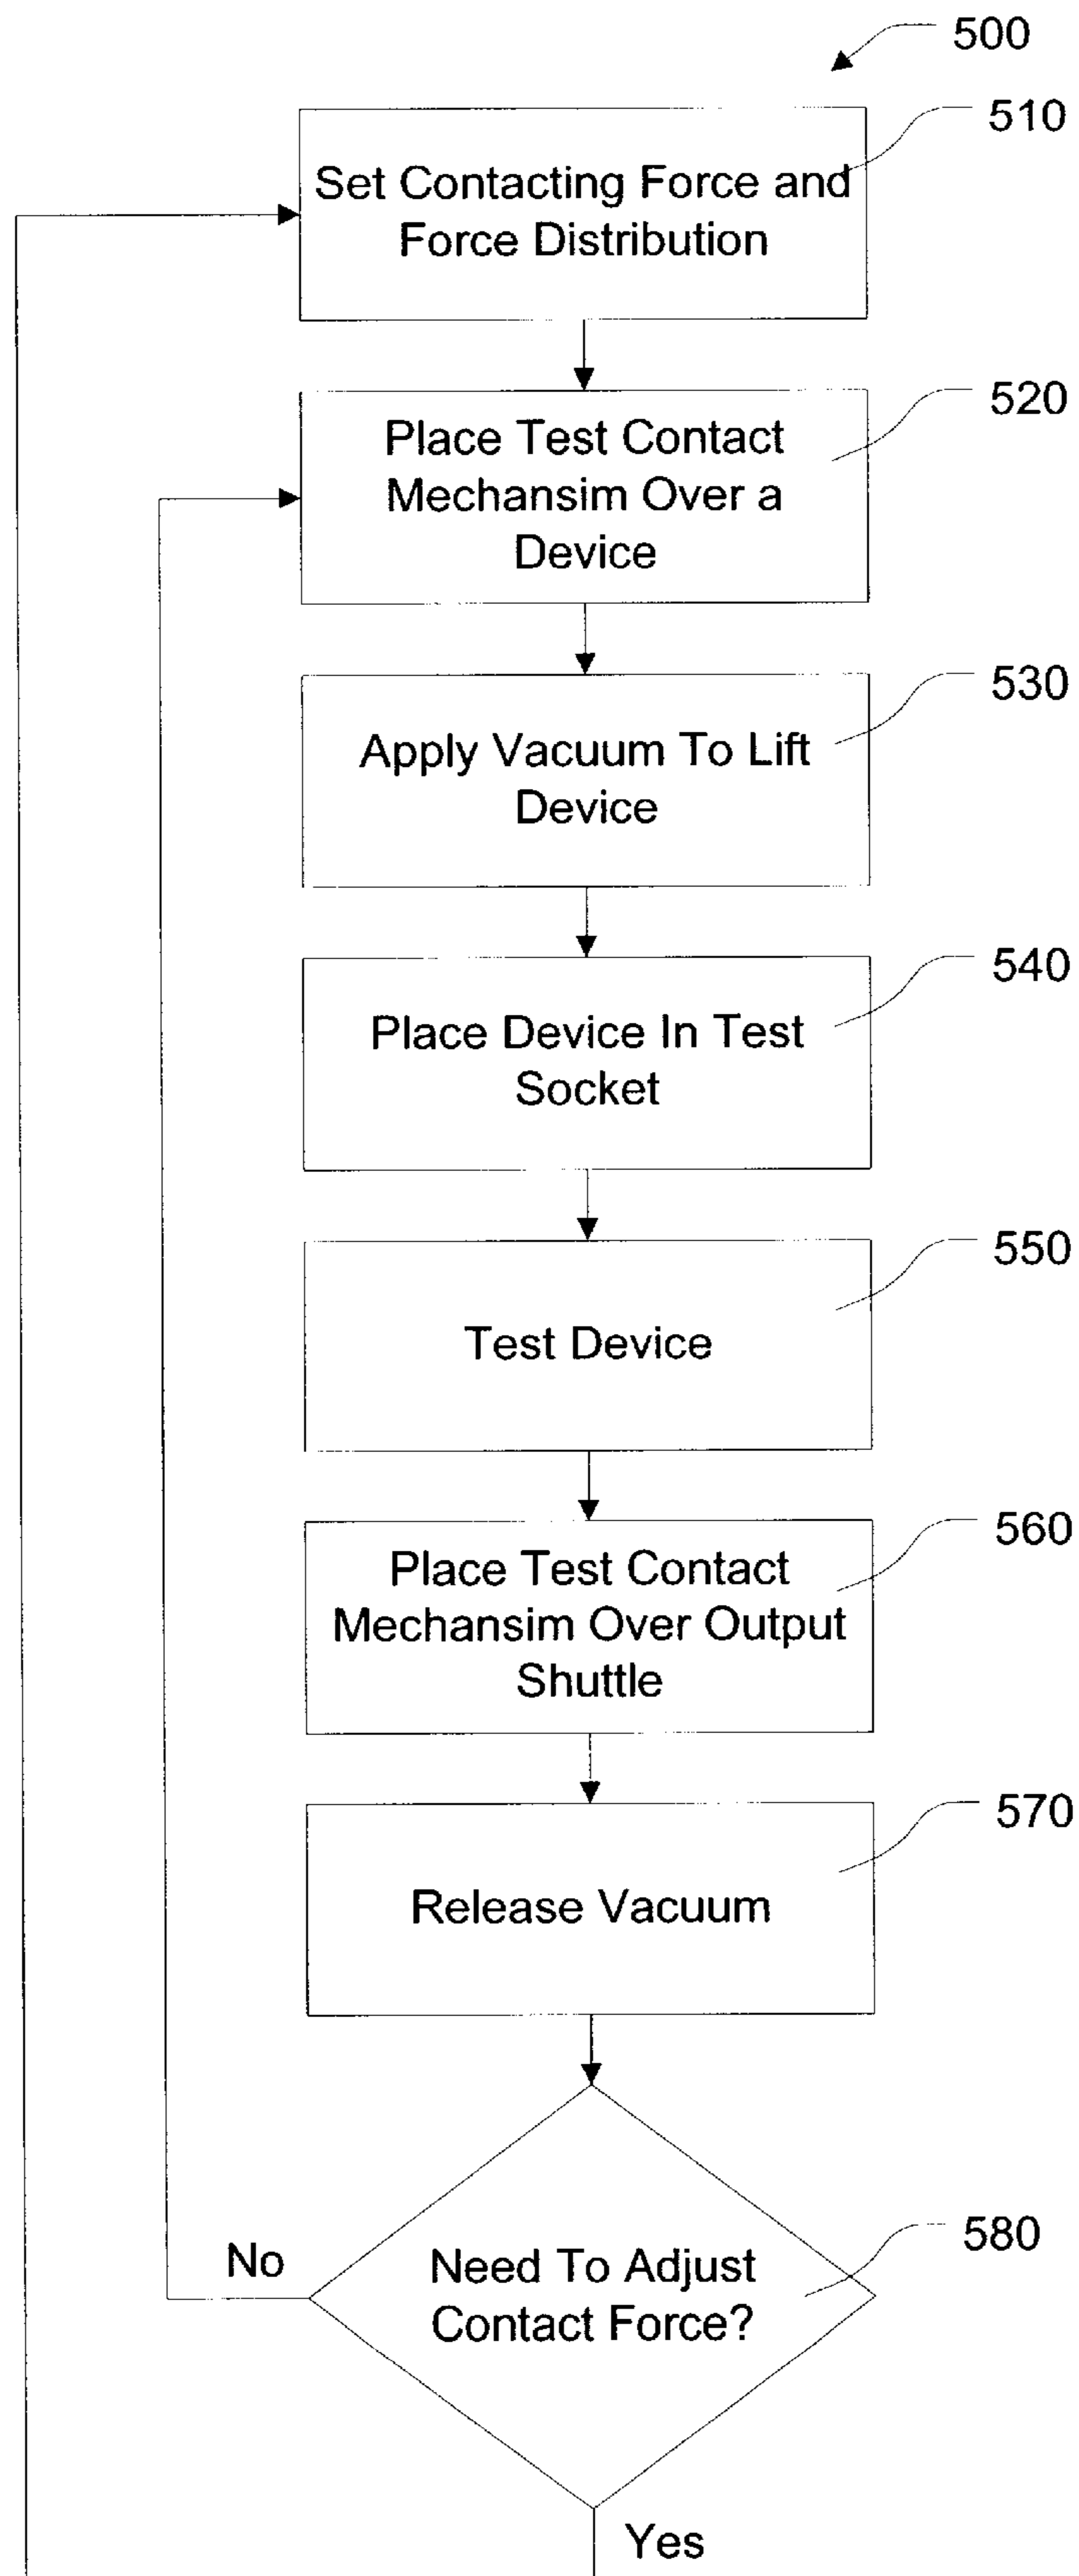 500
510
Set Contacting Force and
Force Distribution
520
Place Test Contact
Mechansim Over a
Device
530
Apply Vacuum To Lift
Device
540
Place Device In Test
Socket
550
Test Device
560
Place Test Contact
Mechansim Over Output
Shuttle
570
Release Vacuum
580
No
Need To Adjust
Contact Force?
Yes